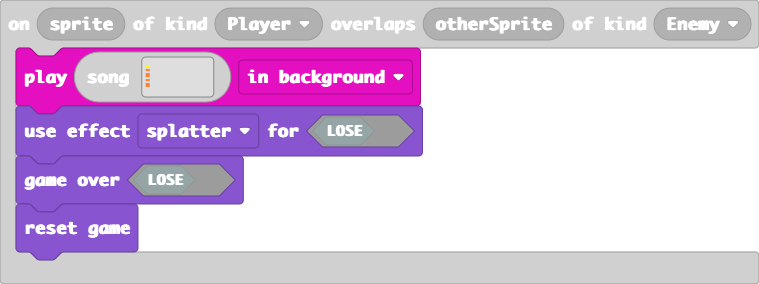 on sprite of kind Player overlaps otherSprite of kind Enemy
play song in background
use effect splatter for LOSE
game over LOSE
reset game